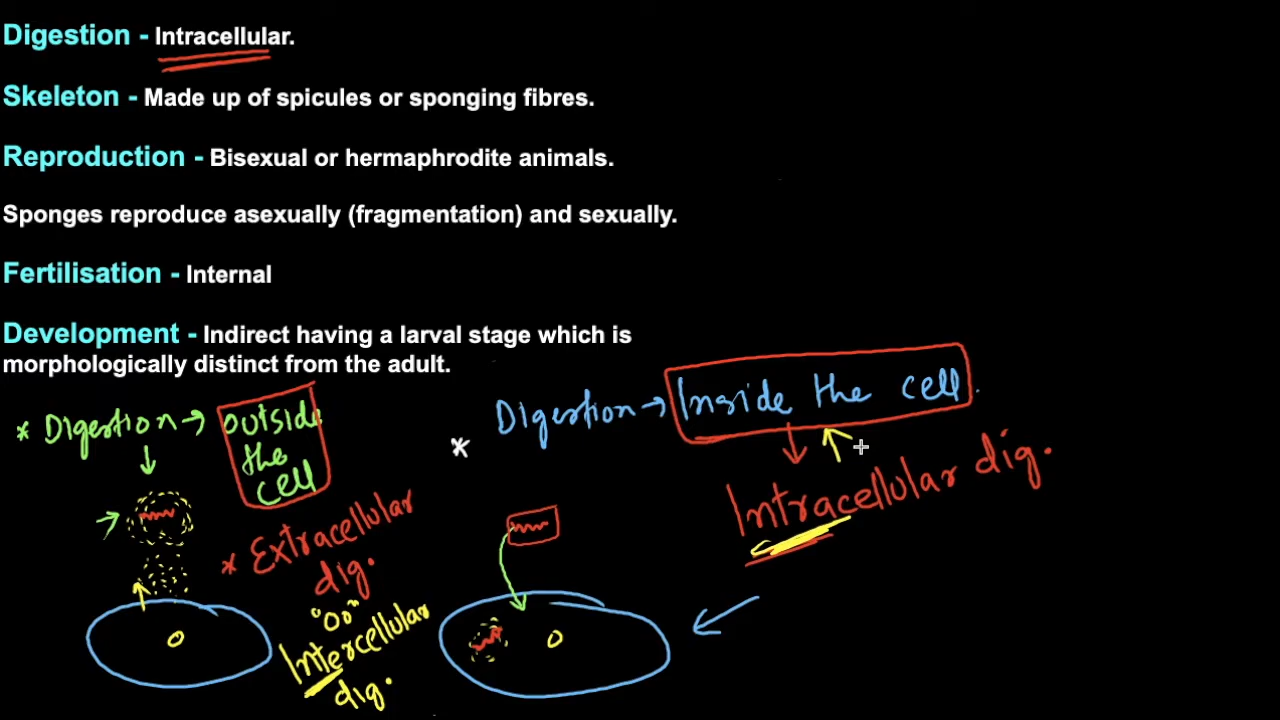 Digestion - Intracellular.
Skeleton - Made up of spicules or sponging fibres.
Reproduction - Bisexual or hermaphrodite animals.
Sponges reproduce asexually (fragmentation) and sexually.
Fertilisation - Internal
Development - Indirect having a larval stage which is
morphologically distinct from the adult.
* Digestion → outside
the
cell
* Extracellular
dig.
"Or"
Intercellular
dig.
* Digestion → Inside the cell.
Intracellular dig.